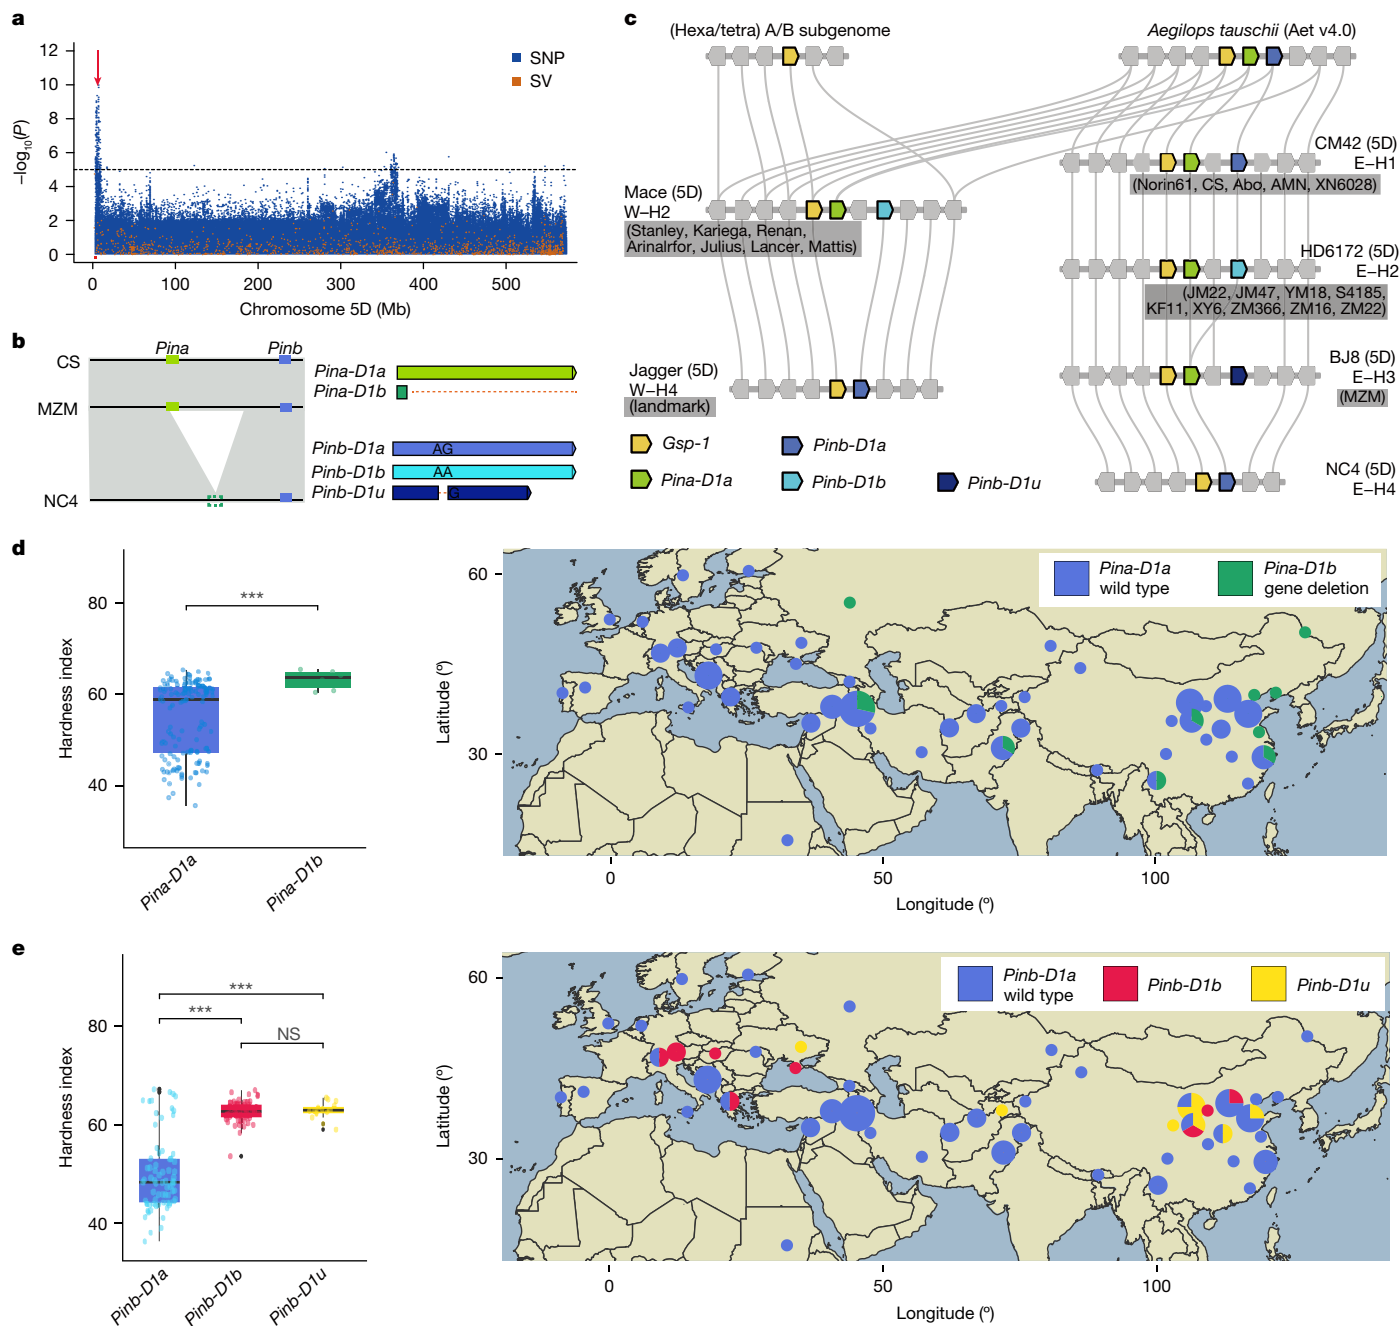 a
12
10
8
6
4
2
0
–log10(P)
SNP
SV
0
100
200
300
400
500
Chromosome 5D (Mb)
b
Pina
Pinb
CS
MZM
NC4
Pina-D1a
Pina-D1b
Pinb-D1a
AG
Pinb-D1b
AA
Pinb-D1u
G
c
(Hexa/tetra) A/B subgenome
Aegilops tauschii (Aet v4.0)
CM42 (5D)
E–H1
(Norin61, CS, Abo, AMN, XN6028)
Mace (5D)
W–H2
(Stanley, Kariega, Renan,
Arinalrfor, Julius, Lancer, Mattis)
HD6172 (5D)
E–H2
(JM22, JM47, YM18, S4185,
KF11, XY6, ZM366, ZM16, ZM22)
Jagger (5D)
W–H4
(landmark)
BJ8 (5D)
E–H3
(MZM)
NC4 (5D)
E–H4
Gsp-1
Pinb-D1a
Pina-D1a
Pinb-D1b
Pinb-D1u
d
80
60
40
Hardness index
***
Pina-D1a
Pina-D1b
60
30
Latitude (º)
Pina-D1a
wild type
Pina-D1b
gene deletion
0
50
100
Longitude (º)
e
80
60
40
Hardness index
***
***
NS
Pinb-D1a
Pinb-D1b
Pinb-D1u
60
30
Latitude (º)
Pinb-D1a
wild type
Pinb-D1b
Pinb-D1u
0
50
100
Longitude (º)